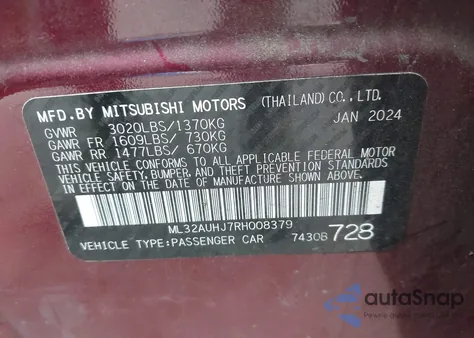 MFD.BY MITSUBISHI MOTORS (THAILAND)CO.,LTD.
GVWR 3020LBS/1370KG JAN 2024
GAWR FR 1609LBS/ 730KG
GAWR RR 1477LBS/ 670KG
THIS VEHICLE CONFORMS TO ALL APPLICABLE FEDERAL MOTOR
VEHICLE SAFETY, BUMPER, AND THEFT PREVENTION STANDARDS
IN EFFECT ON THE DATE OF MANUFACTURE SHOWN ABOVE.
ML32AUHJ7RH008379
VEHICLE TYPE:PASSENGER CAR 7430B 728
autoSnap